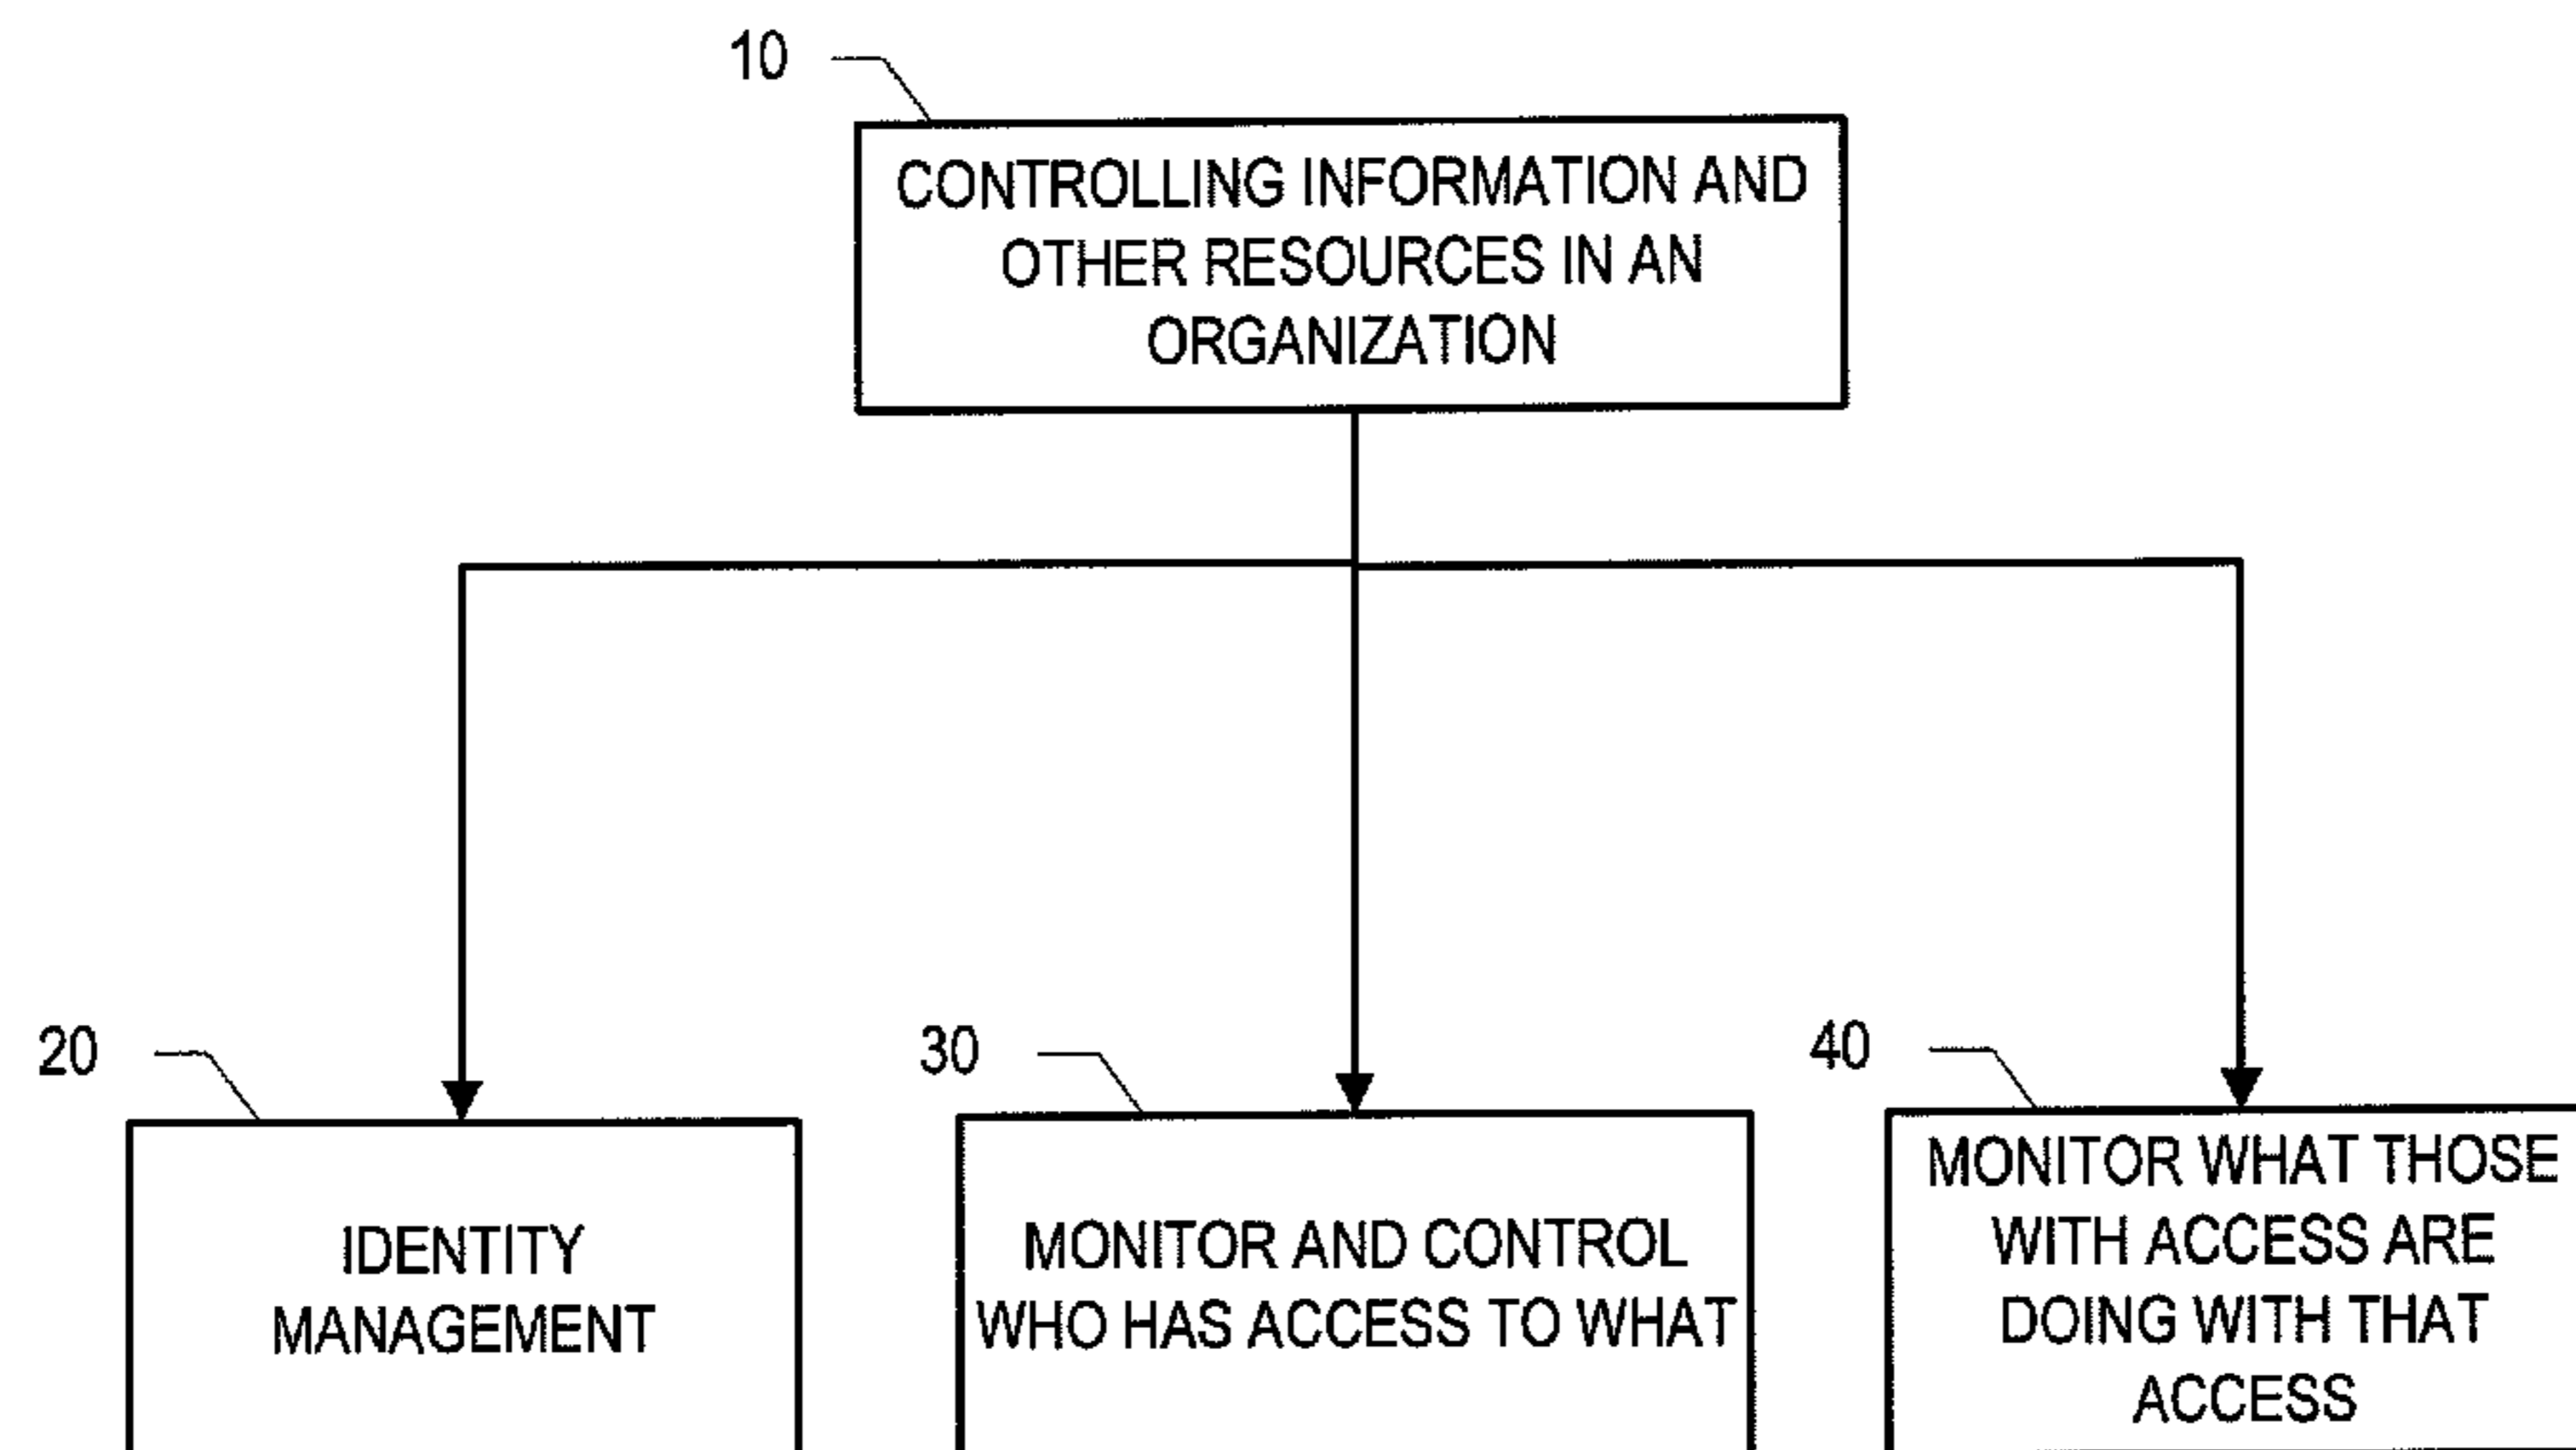 10
CONTROLLING INFORMATION AND
OTHER RESOURCES IN AN
ORGANIZATION
20
IDENTITY
MANAGEMENT
30
MONITOR AND CONTROL
WHO HAS ACCESS TO WHAT
40
MONITOR WHAT THOSE
WITH ACCESS ARE
DOING WITH THAT
ACCESS